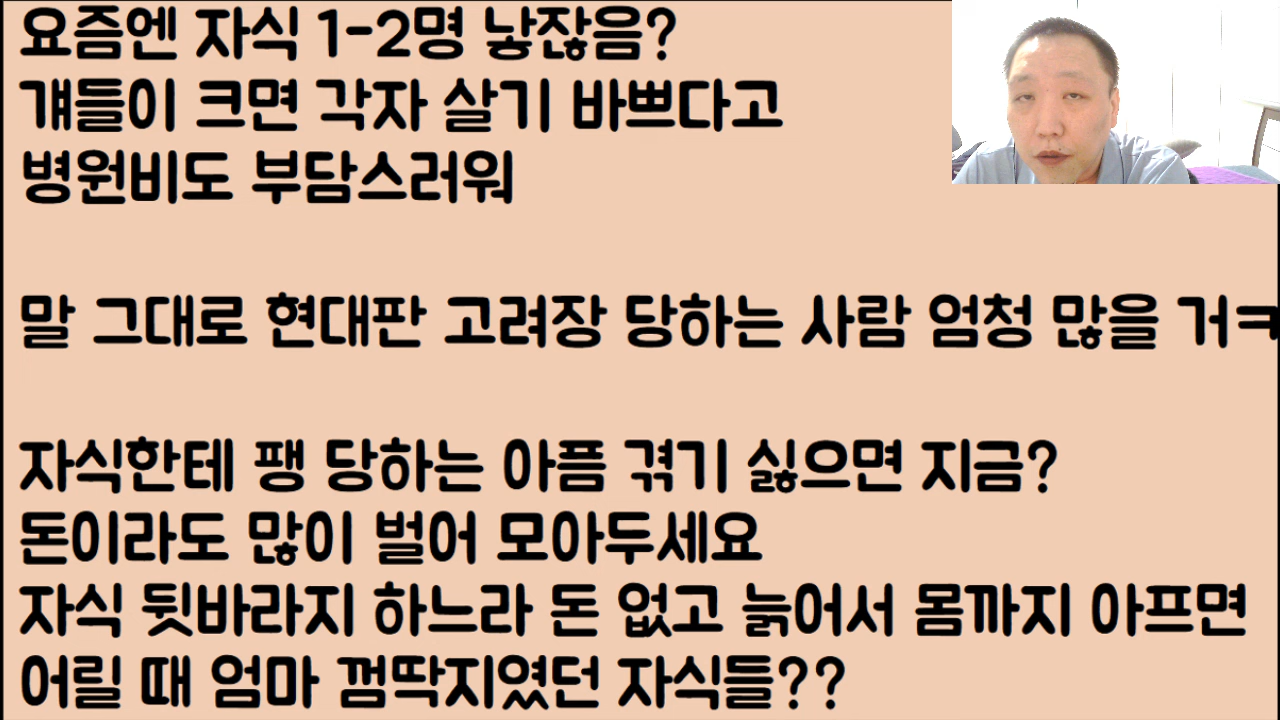 요즘엔 자식 1-2명 낳잖음?
걔들이 크면 각자 살기 바쁘다고
병원비도 부담스러워
말 그대로 현대판 고려장 당하는 사람 엄청 많을 거ㅋ
자식한테 팽 당하는 아픔 겪기 싫으면 지금?
돈이라도 많이 벌어 모아두세요
자식 뒷바라지 하느라 돈 없고 늙어서 몸까지 아프면
어릴 때 엄마 껌딱지였던 자식들??